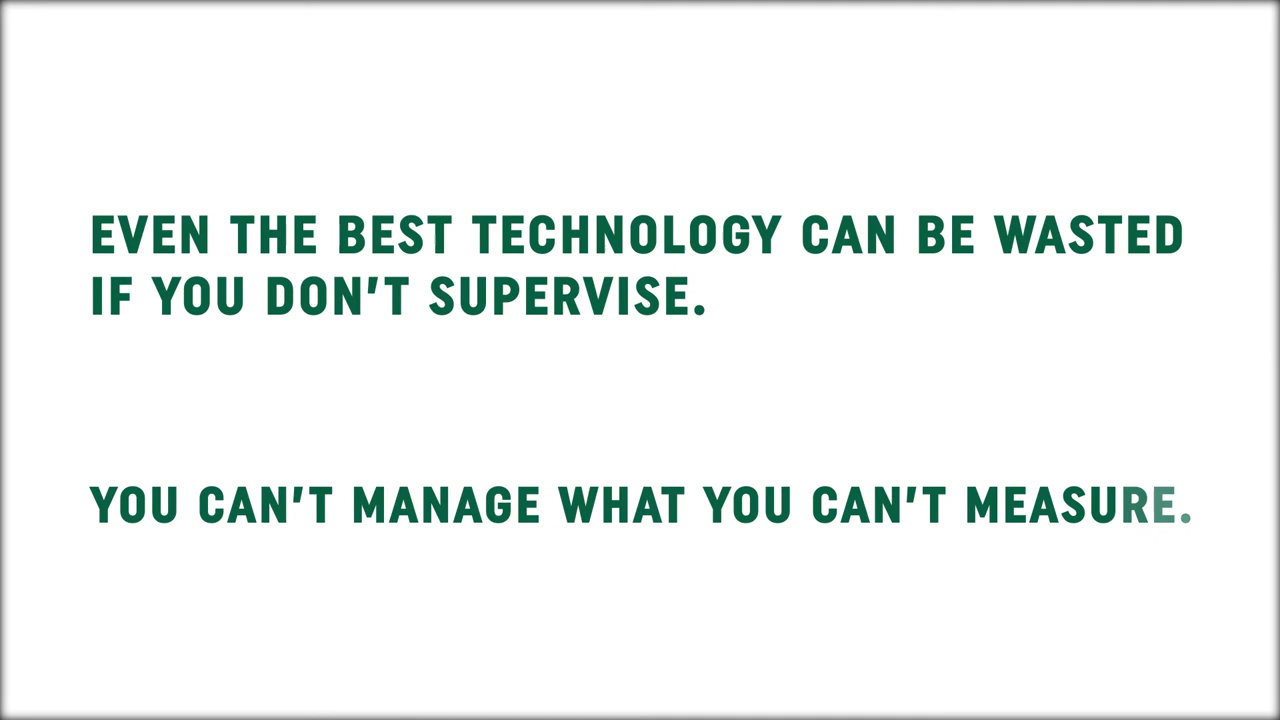 EVEN THE BEST TECHNOLOGY CAN BE WASTED
IF YOU DON'T SUPERVISE.
YOU CAN'T MANAGE WHAT YOU CAN'T MEASURE.